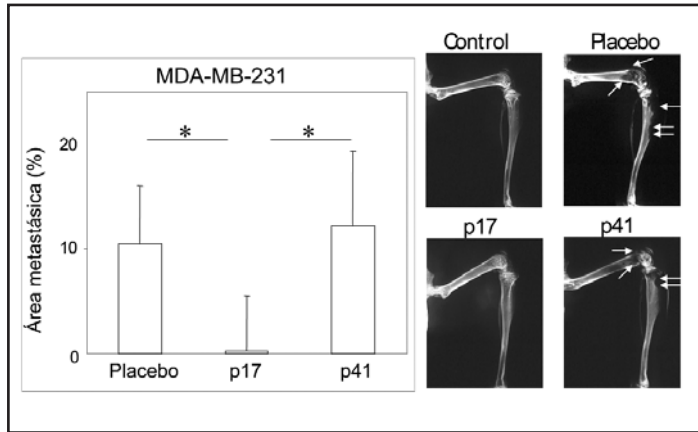 MDA-MB-231
Área metastásica (%)
20
10
0
*
*
Placebo
p17
p41
Control
Placebo
p17
p41